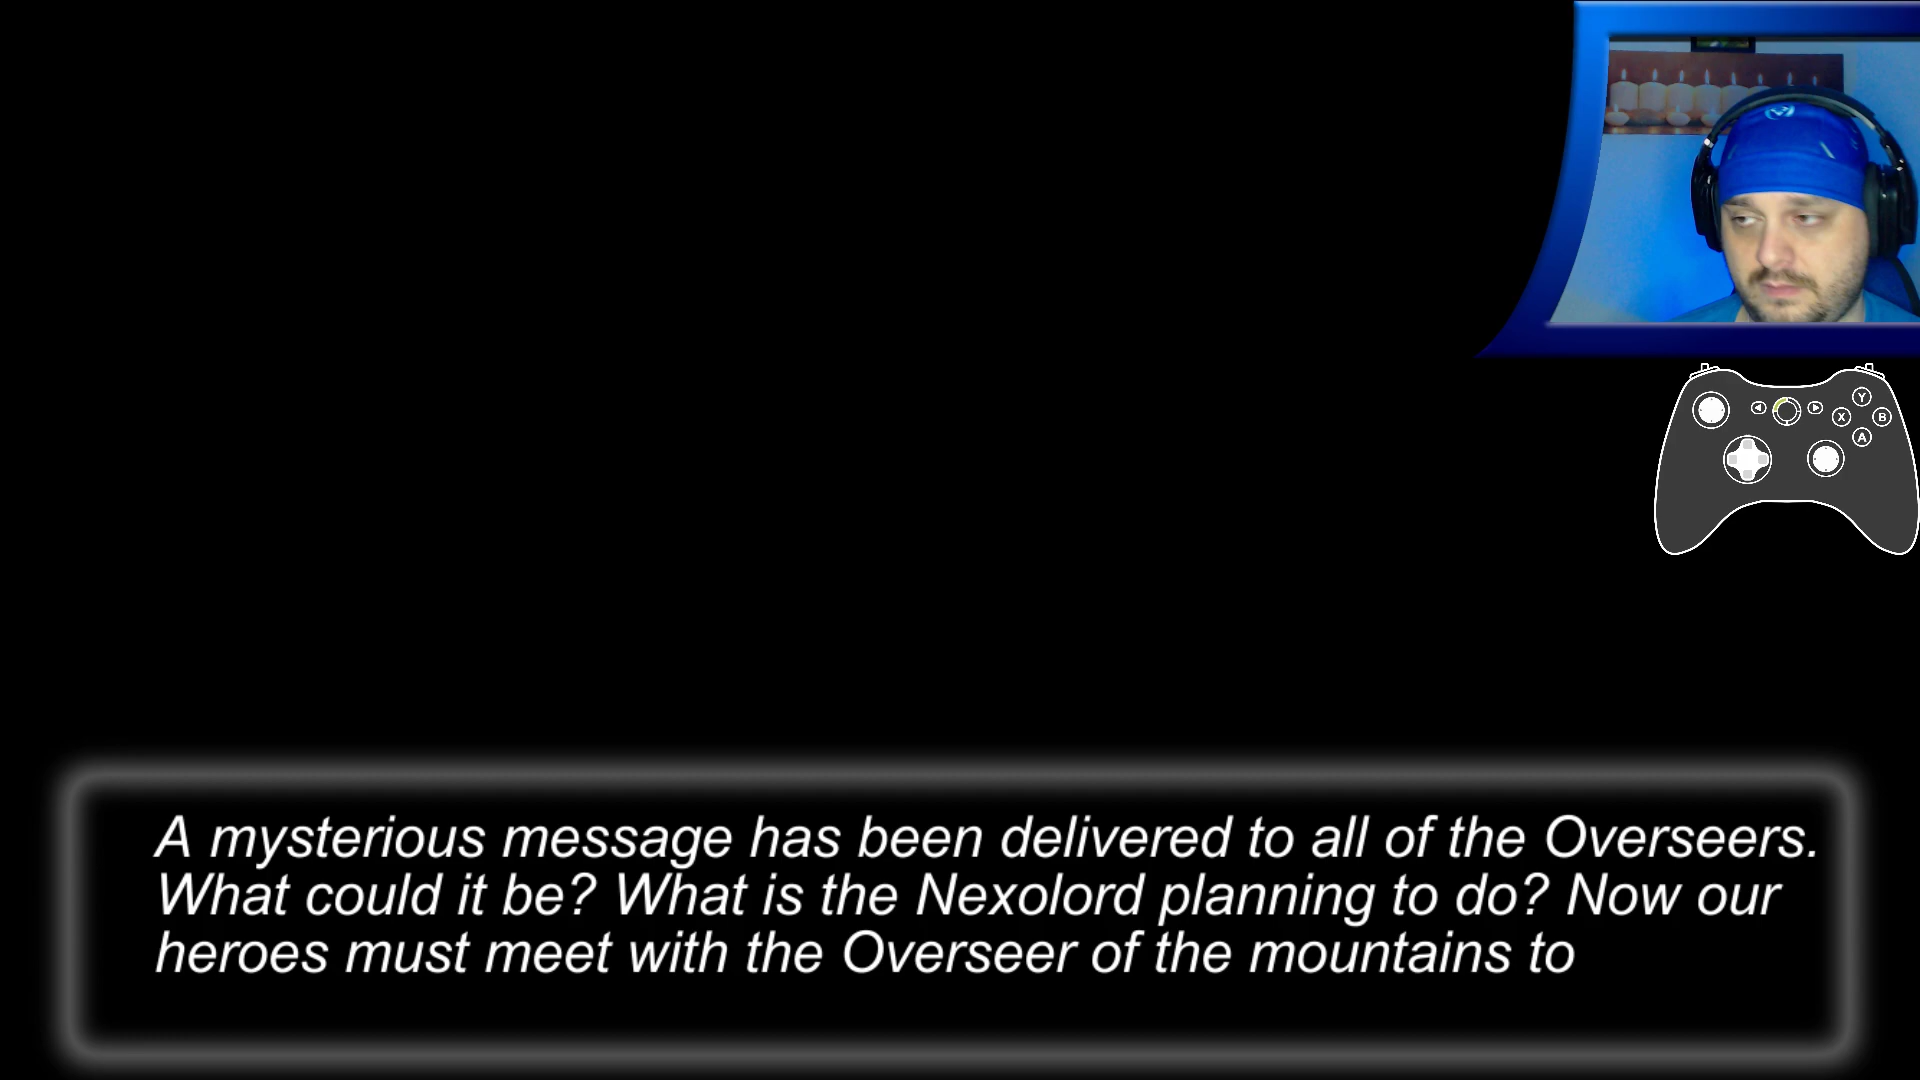 Y
X
B
A
A mysterious message has been delivered to all of the Overseers.
What could it be? What is the Nexolord planning to do? Now our
heroes must meet with the Overseer of the mountains to